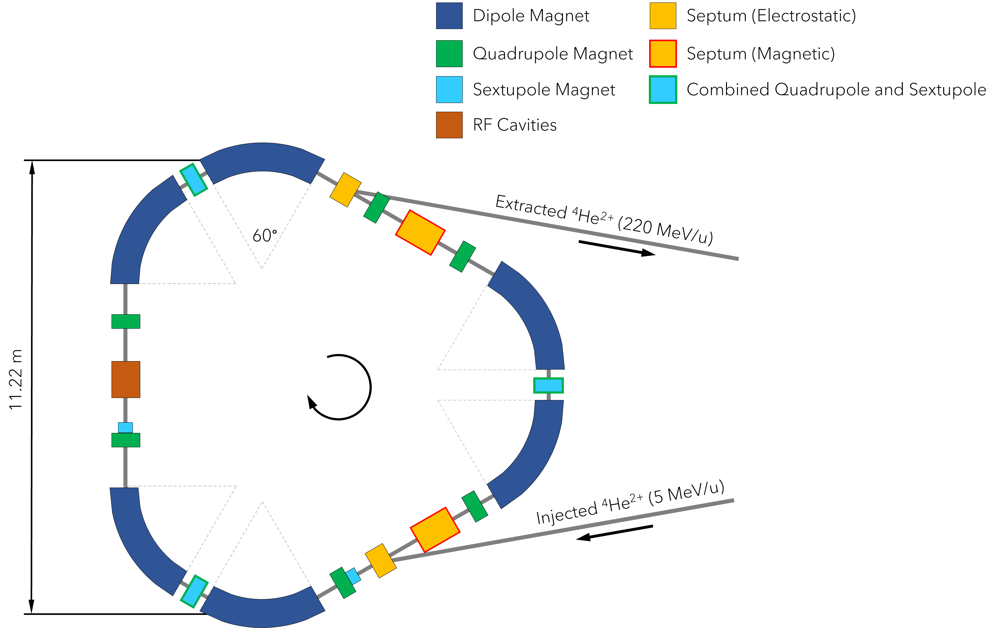 Dipole Magnet
Septum (Electrostatic)
Quadrupole Magnet
Septum (Magnetic)
Sextupole Magnet
Combined Quadrupole and Sextupole
RF Cavities
Extracted ⁴He²⁺ (220 MeV/u)
60°
11.22 m
Injected ⁴He²⁺ (5 MeV/u)